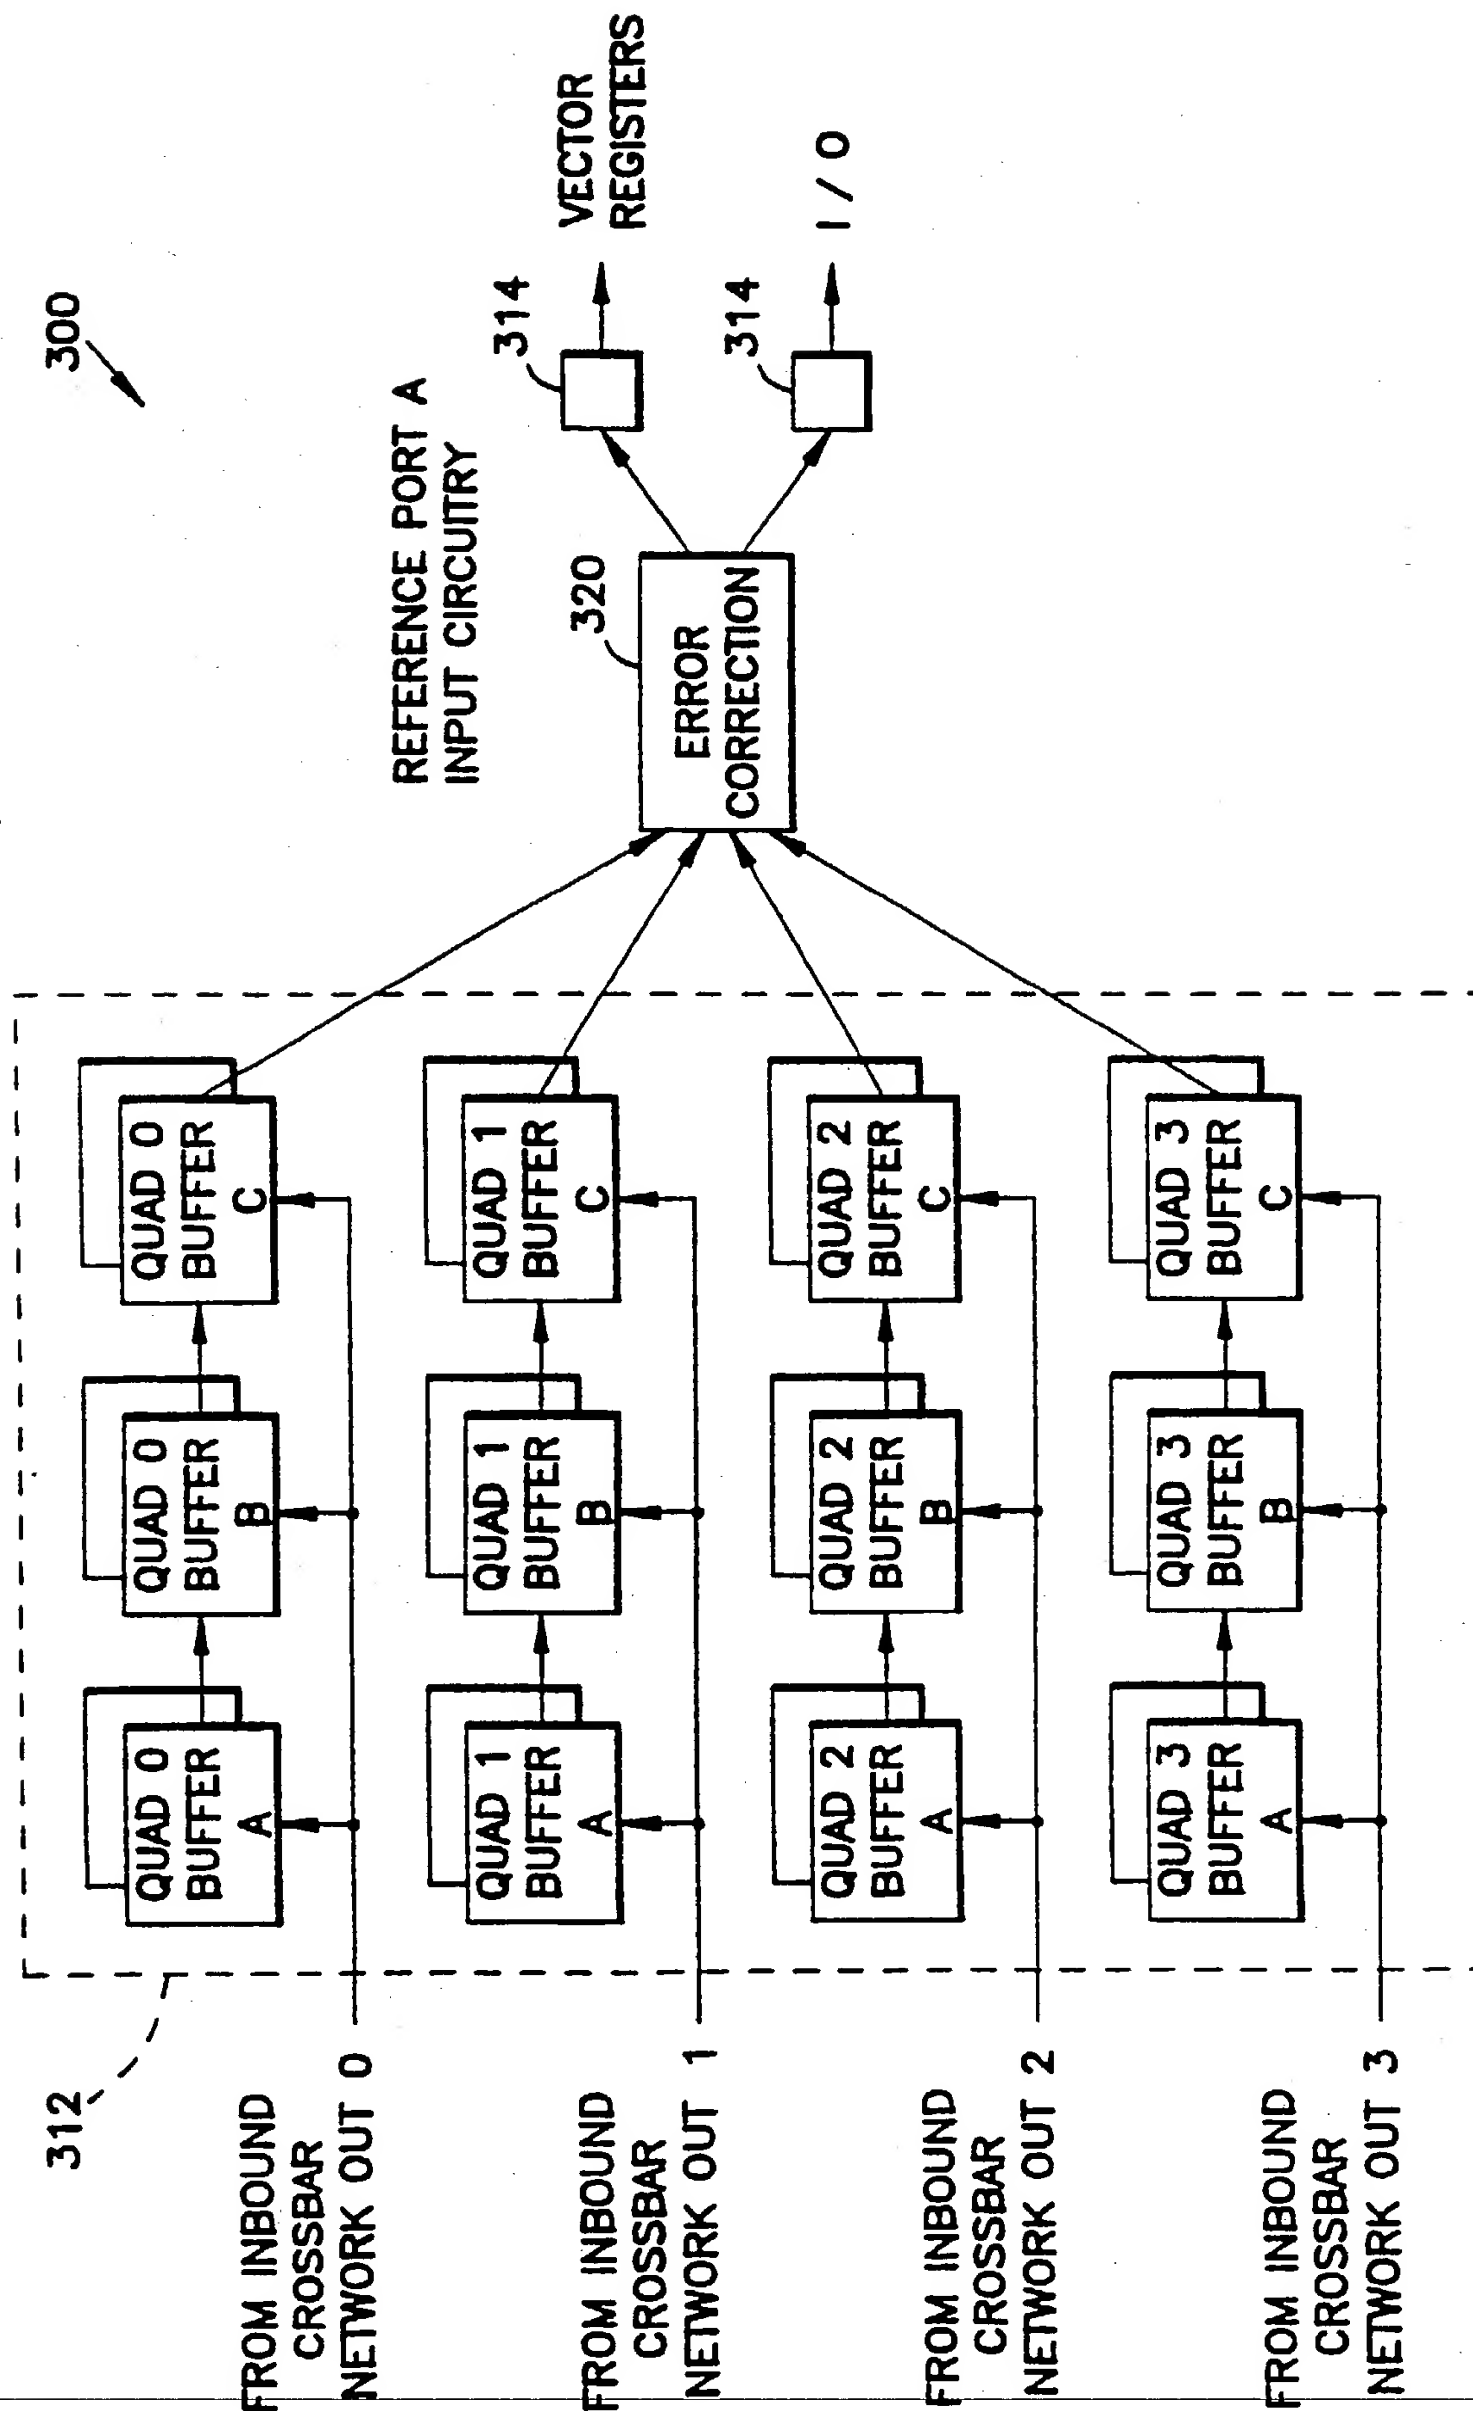 300
REFERENCE PORT A
INPUT CIRCUITRY
312
FROM INBOUND
CROSSBAR
NETWORK OUT 0
QUAD 0
BUFFER
A
QUAD 0
BUFFER
B
QUAD 0
BUFFER
C
FROM INBOUND
CROSSBAR
NETWORK OUT 1
QUAD 1
BUFFER
A
QUAD 1
BUFFER
B
QUAD 1
BUFFER
C
FROM INBOUND
CROSSBAR
NETWORK OUT 2
QUAD 2
BUFFER
A
QUAD 2
BUFFER
B
QUAD 2
BUFFER
C
FROM INBOUND
CROSSBAR
NETWORK OUT 3
QUAD 3
BUFFER
A
QUAD 3
BUFFER
B
QUAD 3
BUFFER
C
320
ERROR
CORRECTION
314
VECTOR
REGISTERS
314
I / O